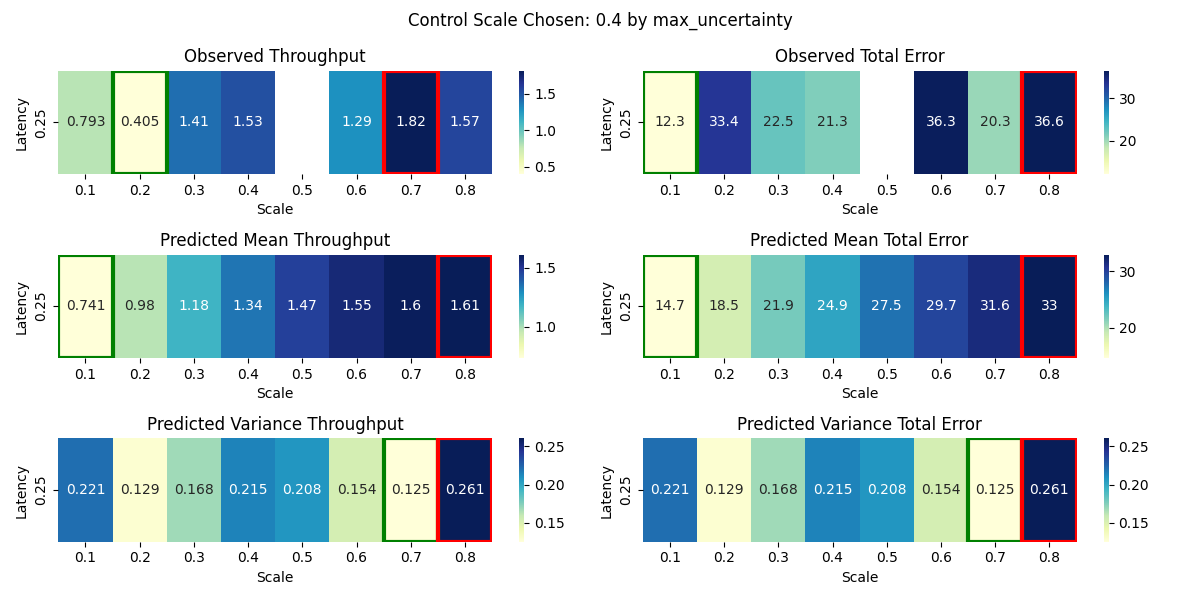 Control Scale Chosen: 0.4 by max_uncertainty
Observed Throughput
Latency
0.25
0.793 0.405 1.41 1.53 1.29 1.82 1.57
0.1 0.2 0.3 0.4 0.5 0.6 0.7 0.8
Scale
1.5
1.0
0.5
Observed Total Error
Latency
0.25
12.3 33.4 22.5 21.3 36.3 20.3 36.6
0.1 0.2 0.3 0.4 0.5 0.6 0.7 0.8
Scale
30
20
Predicted Mean Throughput
Latency
0.25
0.741 0.98 1.18 1.34 1.47 1.55 1.6 1.61
0.1 0.2 0.3 0.4 0.5 0.6 0.7 0.8
Scale
1.5
1.0
Predicted Mean Total Error
Latency
0.25
14.7 18.5 21.9 24.9 27.5 29.7 31.6 33
0.1 0.2 0.3 0.4 0.5 0.6 0.7 0.8
Scale
30
20
Predicted Variance Throughput
Latency
0.25
0.221 0.129 0.168 0.215 0.208 0.154 0.125 0.261
0.1 0.2 0.3 0.4 0.5 0.6 0.7 0.8
Scale
0.25
0.20
0.15
Predicted Variance Total Error
Latency
0.25
0.221 0.129 0.168 0.215 0.208 0.154 0.125 0.261
0.1 0.2 0.3 0.4 0.5 0.6 0.7 0.8
Scale
0.25
0.20
0.15